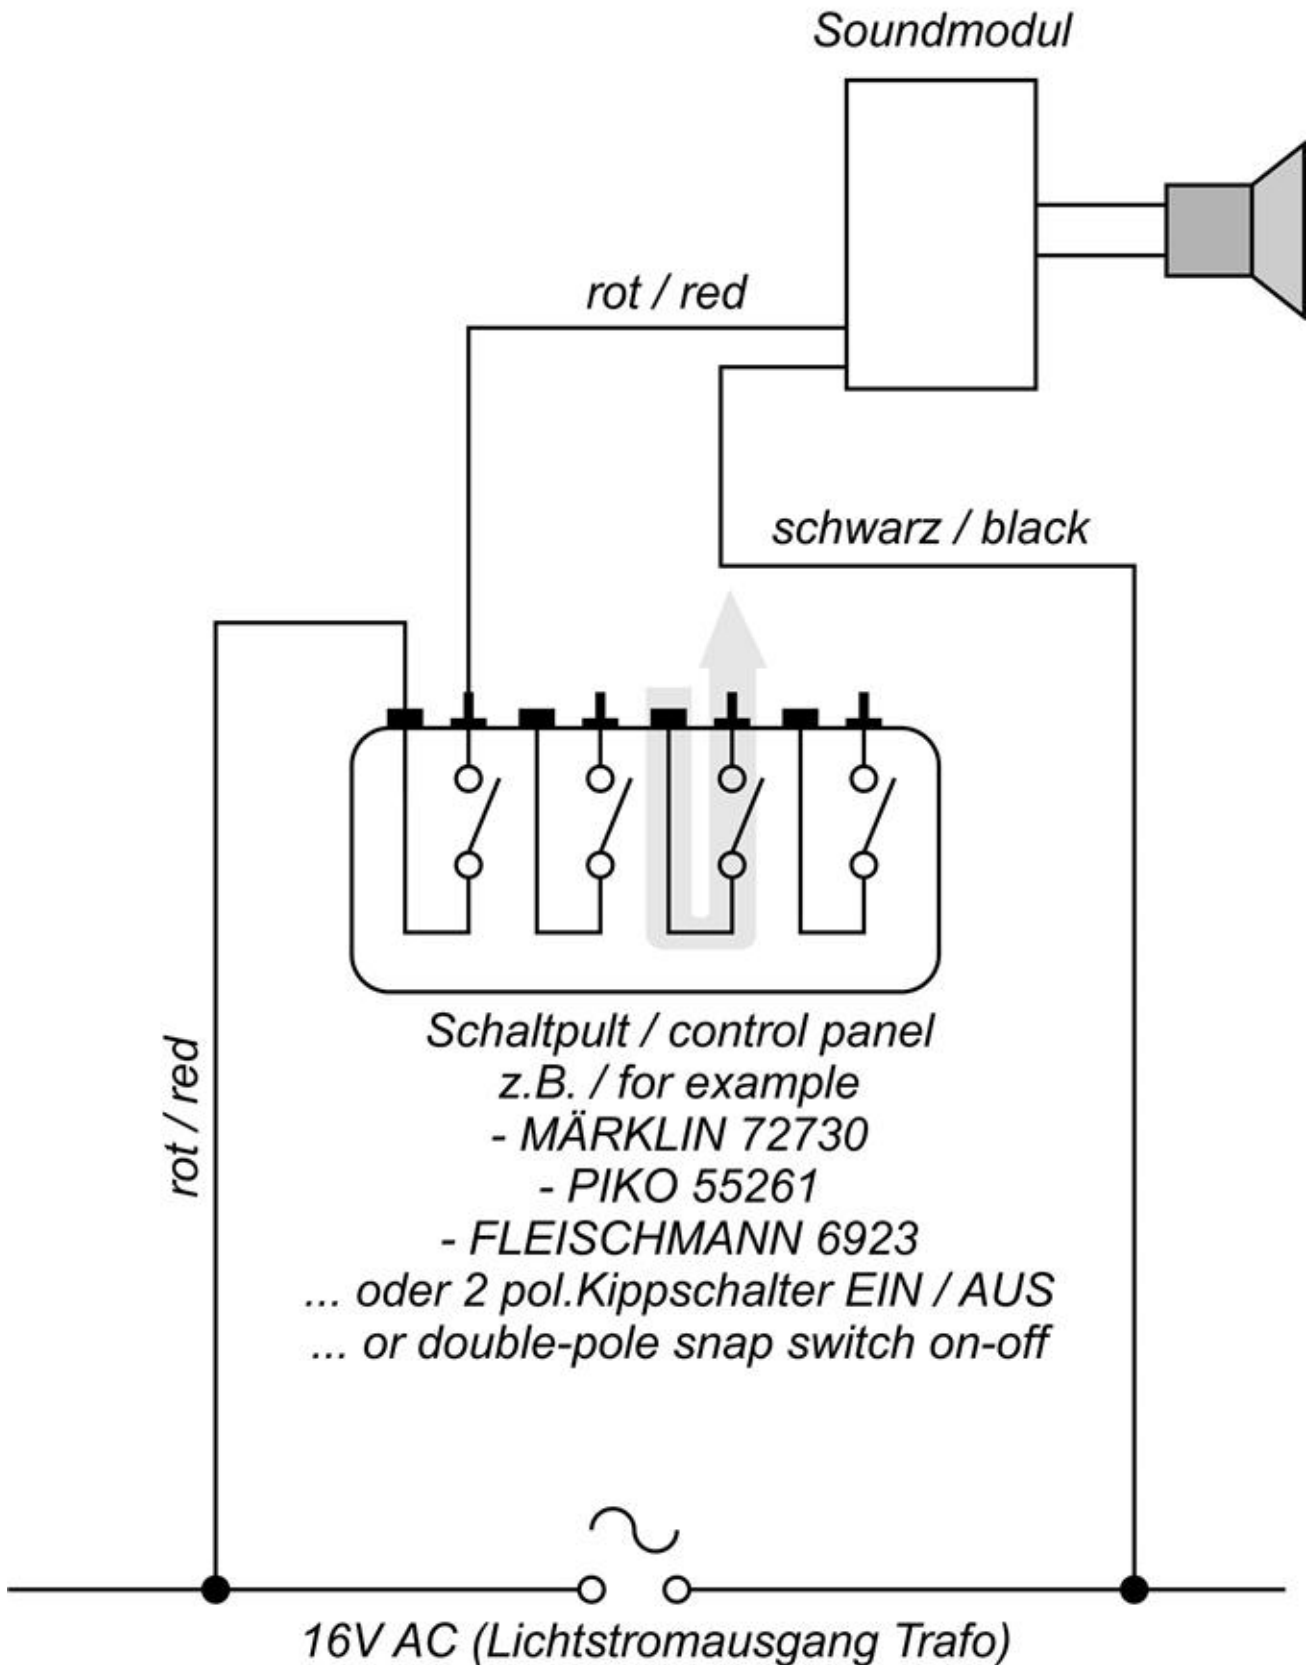 Soundmodul
rot / red
schwarz / black
rot / red
Schaltpult / control panel
z.B. / for example
- MÄRKLIN 72730
- PIKO 55261
- FLEISCHMANN 6923
... oder 2 pol.Kippschalter EIN / AUS
... or double-pole snap switch on-off
16V AC (Lichtstromausgang Trafo)